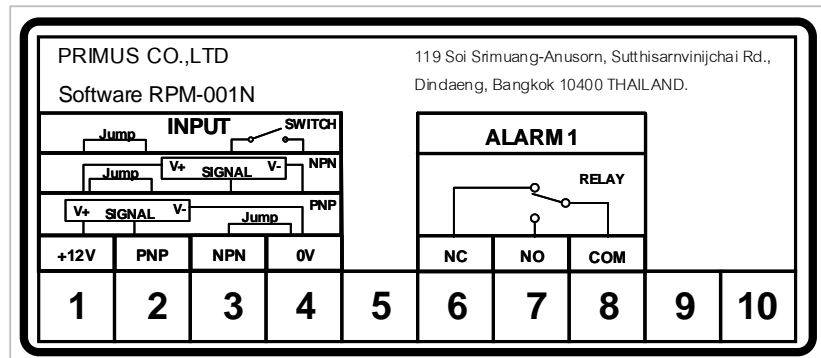 PRIMUS CO.,LTD
119 Soi Srimuang-Anusorn, Sutthisarnvinijchai Rd.,
Dindaeng, Bangkok 10400 THAILAND.
Software RPM-001N
Jump INPUT SWITCH
Jump V+ SIGNAL V- NPN
V+ SIGNAL V- Jump PNP
+12V PNP NPN 0V
ALARM 1
RELAY
NC NO COM
1 2 3 4 5 6 7 8 9 10